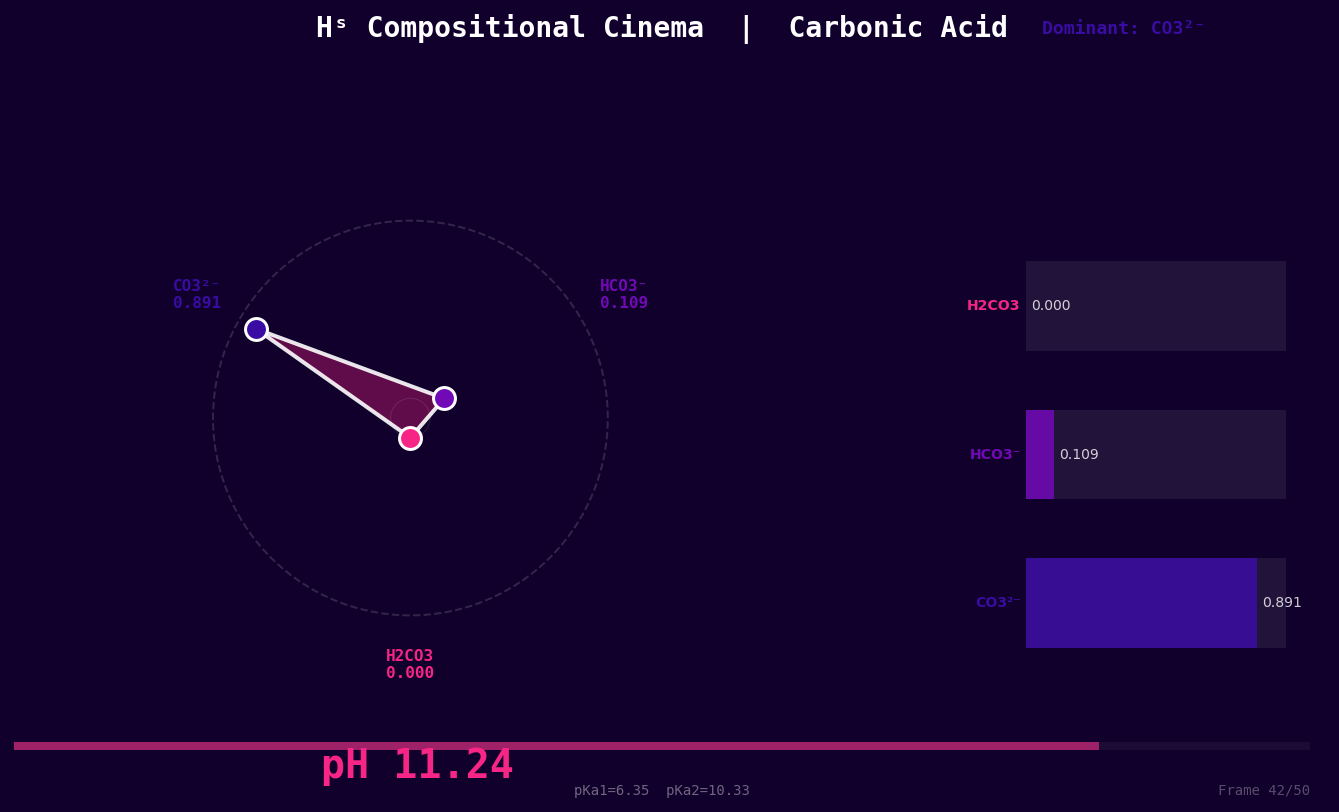 Hˢ Compositional Cinema | Carbonic Acid
Dominant: CO3²⁻
CO3²⁻
0.891
HCO3⁻
0.109
H2CO3
0.000
H2CO3
0.000
HCO3⁻
0.109
CO3²⁻
0.891
pH 11.24
pKa1=6.35 pKa2=10.33
Frame 42/50